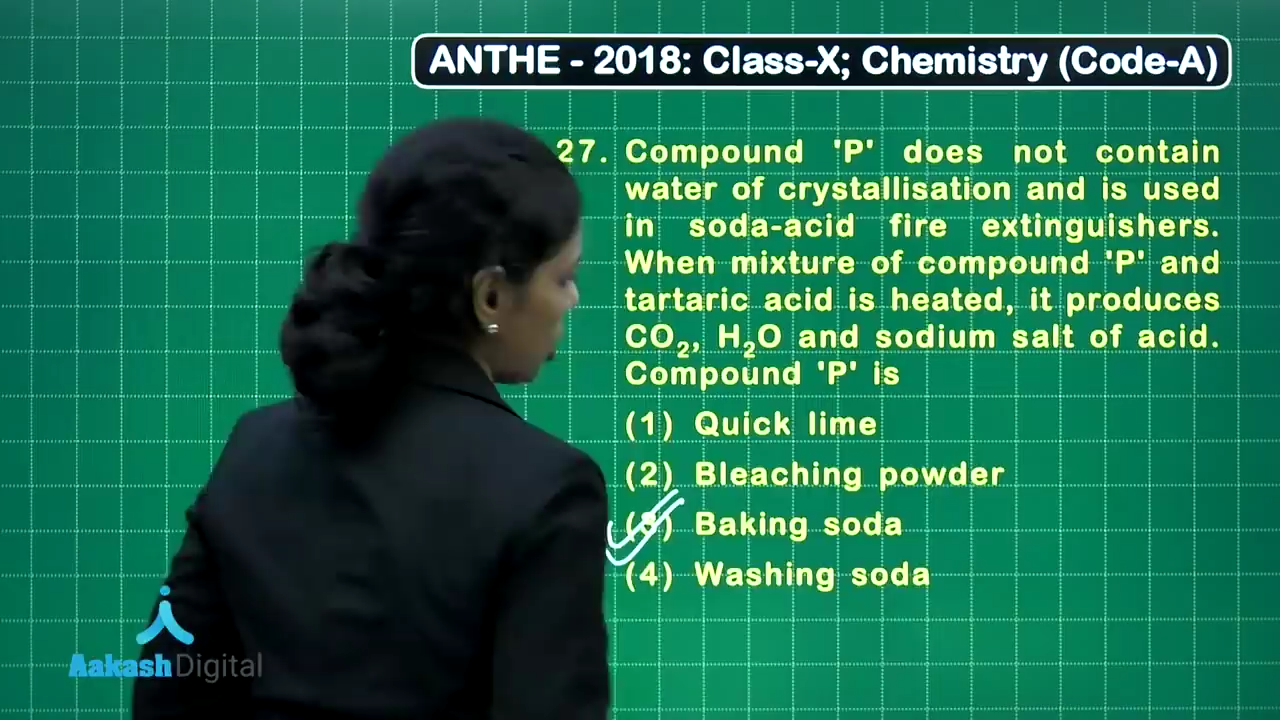 ANTHE - 2018: Class-X; Chemistry (Code-A)
27. Compound 'P' does not contain
water of crystallisation and is used
in soda-acid fire extinguishers.
When mixture of compound 'P' and
tartaric acid is heated, it produces
CO₂, H₂O and sodium salt of acid.
Compound 'P' is
(1) Quick lime
(2) Bleaching powder
(3) Baking soda
(4) Washing soda
Aakash Digital